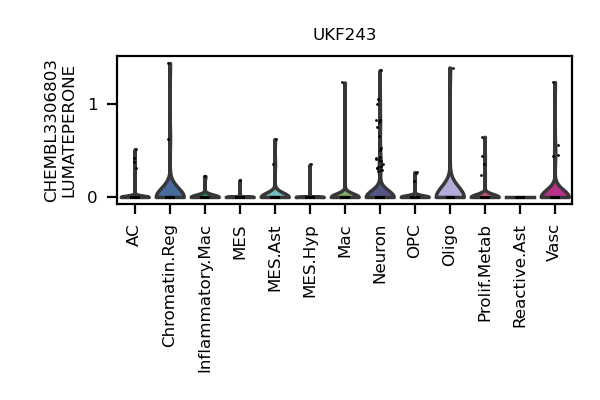 UKF243
CHEMBL3306803
LUMATEPERONE
1
0
AC
Chromatin.Reg
Inflammatory.Mac
MES
MES.Ast
MES.Hyp
Mac
Neuron
OPC
Oligo
Prolif.Metab
Reactive.Ast
Vasc